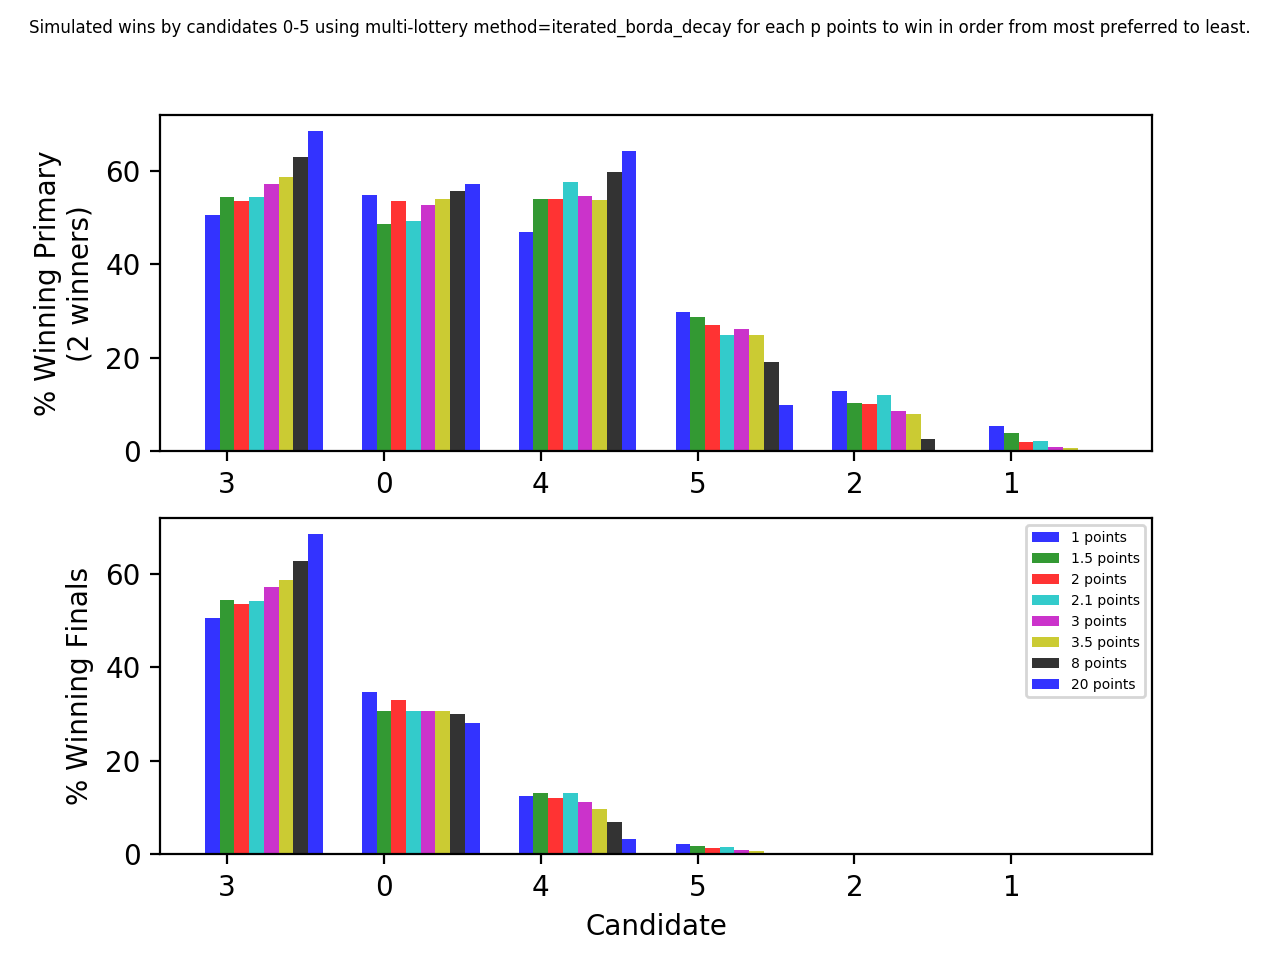 Simulated wins by candidates 0-5 using multi-lottery method=iterated_borda_decay for each p points to win in order from most preferred to least.
% Winning Primary
(2 winners)
60
40
20
0
3 0 4 5 2 1
% Winning Finals
60
40
20
0
1 points
1.5 points
2 points
2.1 points
3 points
3.5 points
8 points
20 points
3 0 4 5 2 1
Candidate